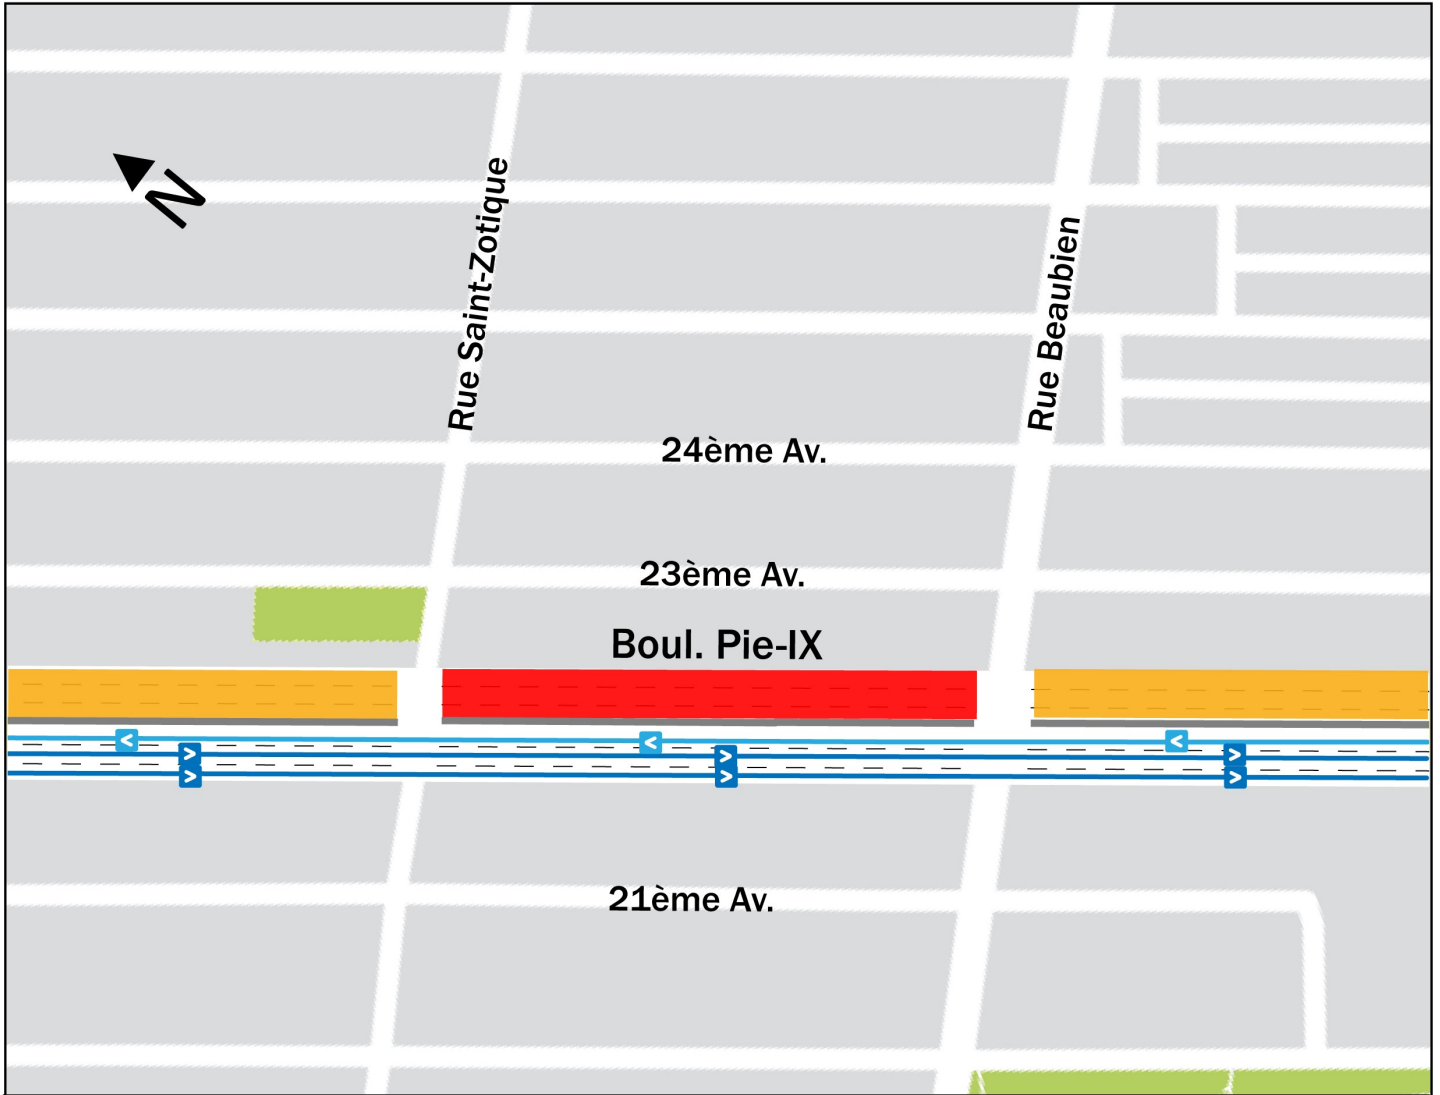 N
Rue Saint-Zotique
Rue Beaubien
24ème Av.
23ème Av.
Boul. Pie-IX
21ème Av.